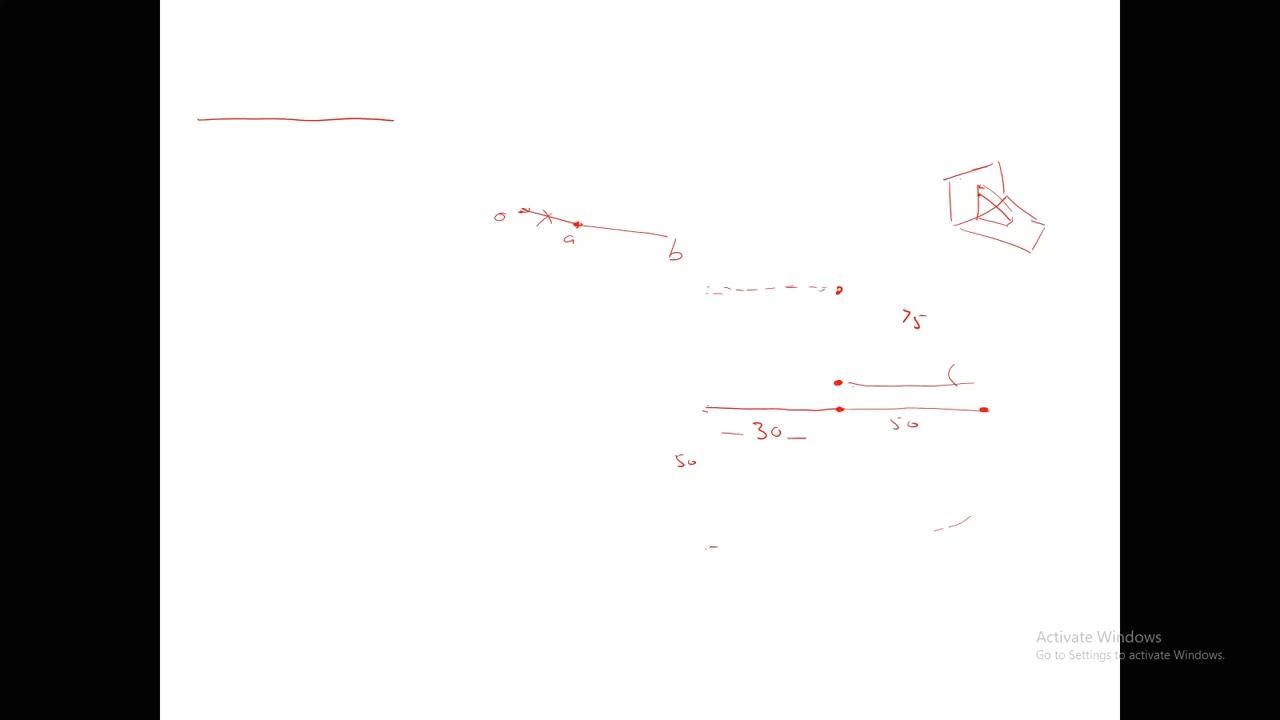 o
a
b
75
— 30 —
50
50
Activate Windows
Go to Settings to activate Windows.